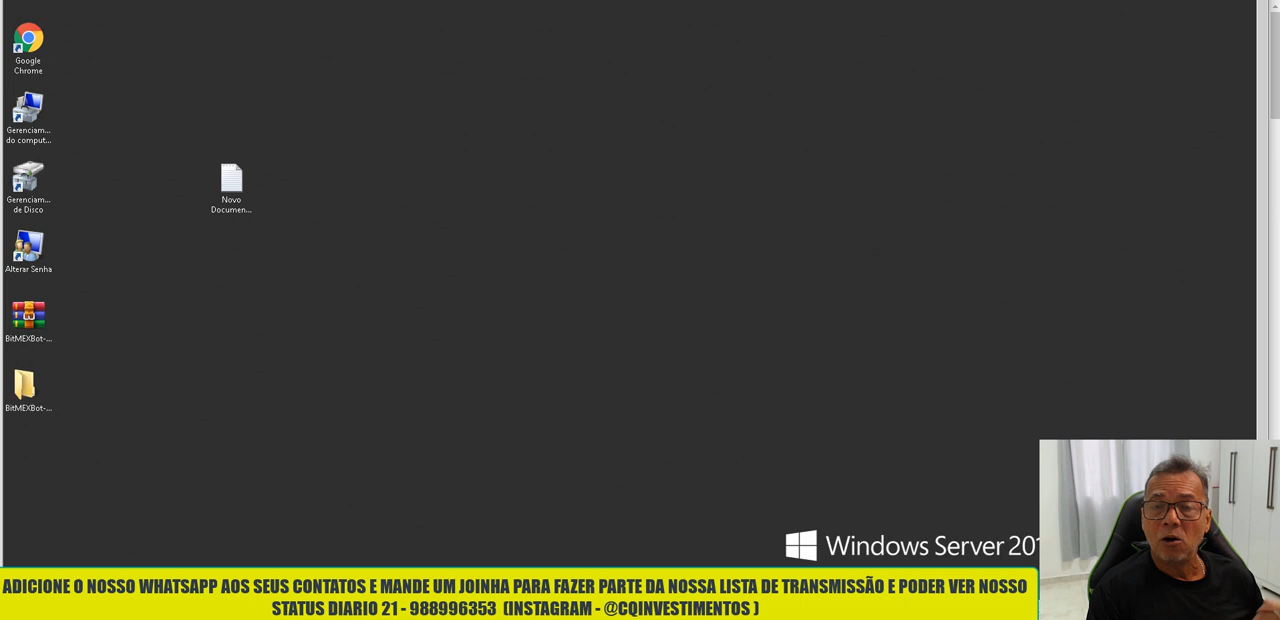 Google
Chrome
Gerenciam...
do comput...
Gerenciam...
de Disco
Novo
Documen...
Alterar Senha
BitMEXBot-...
BitMEXBot-...
Windows Server 201
ADICIONE O NOSSO WHATSAPP AOS SEUS CONTATOS E MANDE UM JOINHA PARA FAZER PARTE DA NOSSA LISTA DE TRANSMISSÃO E PODER VER NOSSO
STATUS DIARIO 21 - 988996353 (INSTAGRAM - @CQINVESTIMENTOS )